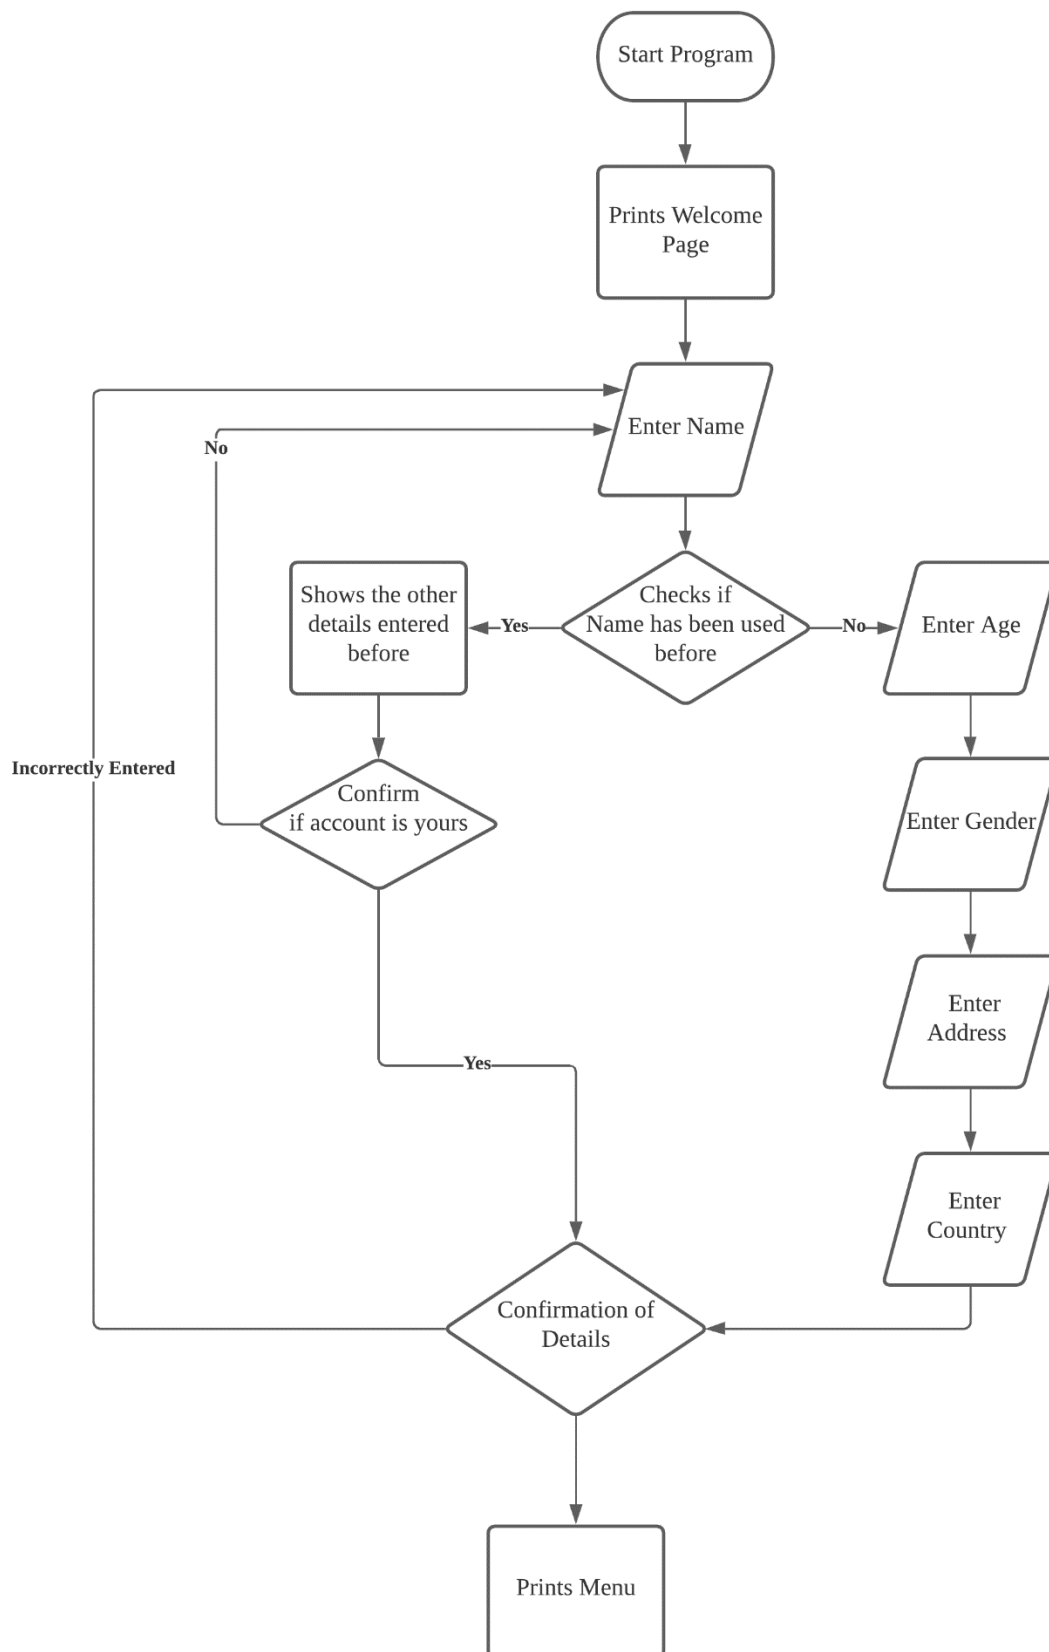 Start Program
Prints Welcome
Page
Enter Name
No
Shows the other
details entered
before
Yes
Checks if
Name has been used
before
No
Enter Age
Incorrectly Entered
Confirm
if account is yours
Enter Gender
Enter
Address
Yes
Enter
Country
Confirmation of
Details
Prints Menu